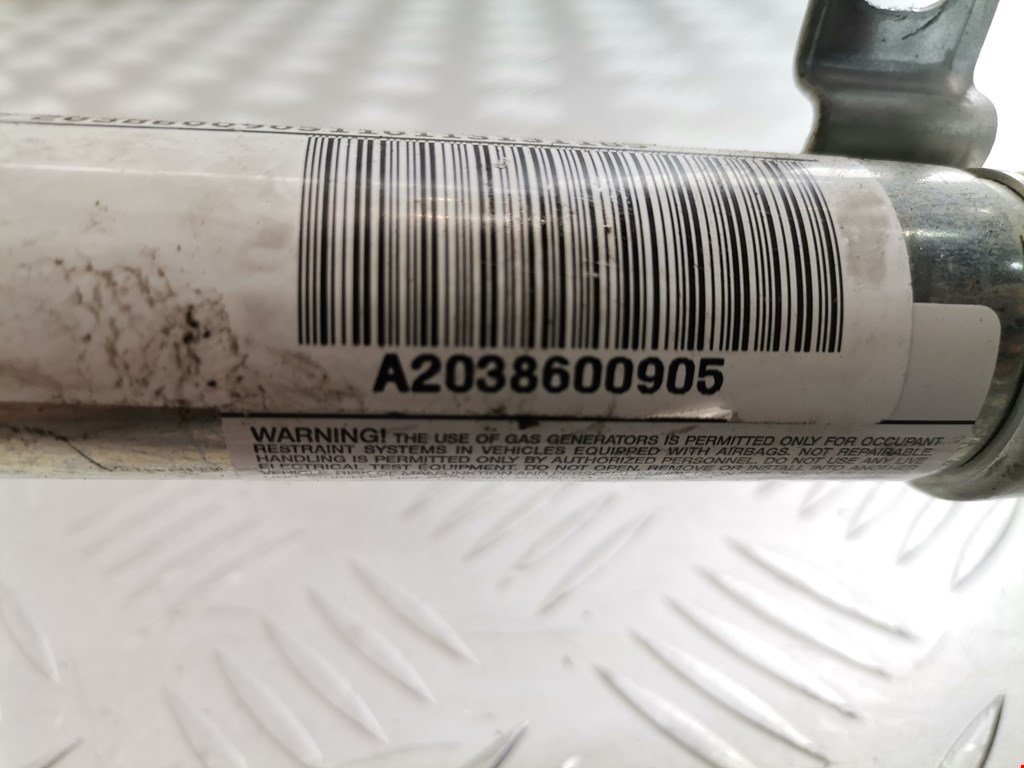 A2038600905
WARNING! THE USE OF GAS GENERATORS IS PERMITTED ONLY FOR OCCUPANT
RESTRAINT SYSTEMS IN VEHICLES EQUIPPED WITH AIRBAGS. NOT REPAIRABLE.
HANDLING IS PERMITTED ONLY BY AUTHORIZED PERSONNEL. DO NOT USE
ELECTRICAL TEST EQUIPMENT. DO NOT OPEN, REMOVE OR INSTALL INTO ANOTHER